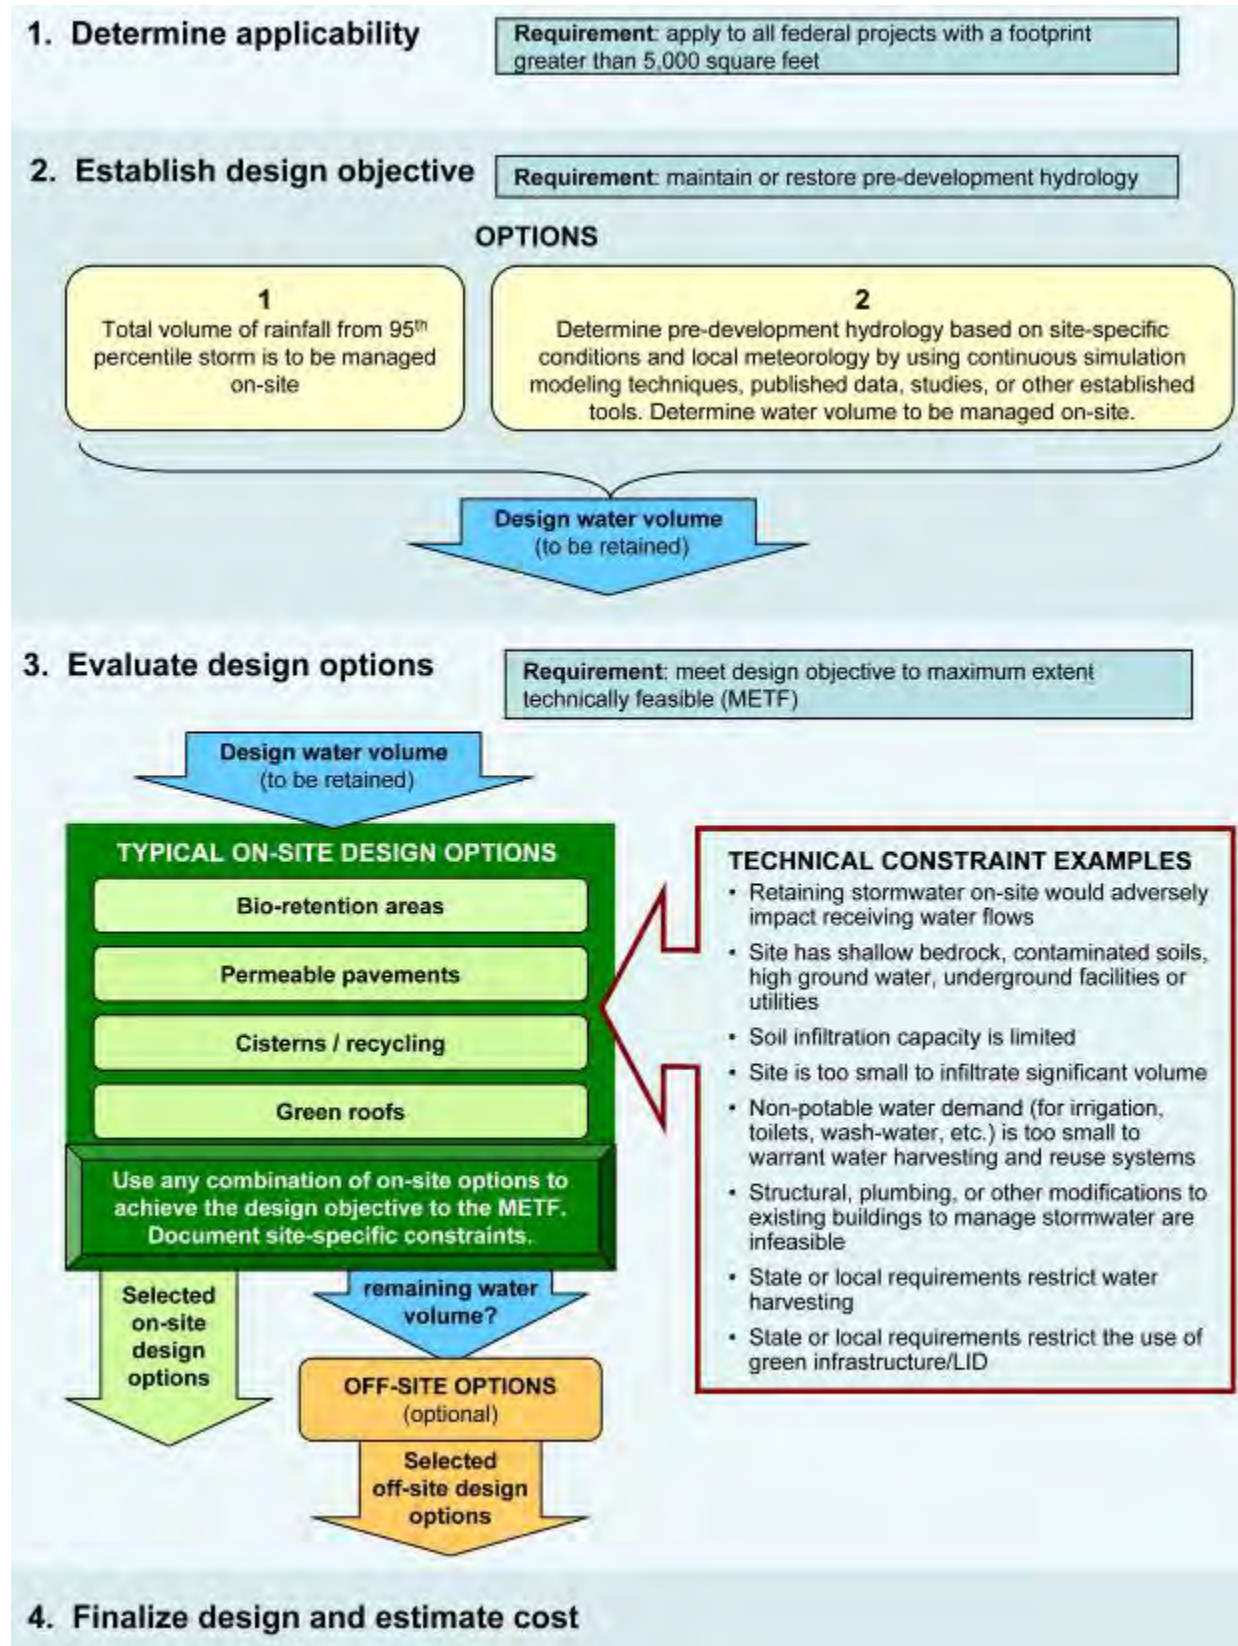 1. Determine applicability
Requirement: apply to all federal projects with a footprint
greater than 5,000 square feet
2. Establish design objective
Requirement: maintain or restore pre-development hydrology
OPTIONS
1
Total volume of rainfall from 95th
percentile storm is to be managed
on-site
2
Determine pre-development hydrology based on site-specific
conditions and local meteorology by using continuous simulation
modeling techniques, published data, studies, or other established
tools. Determine water volume to be managed on-site.
Design water volume
(to be retained)
3. Evaluate design options
Requirement: meet design objective to maximum extent
technically feasible (METF)
Design water volume
(to be retained)
TYPICAL ON-SITE DESIGN OPTIONS
Bio-retention areas
Permeable pavements
Cisterns / recycling
Green roofs
Use any combination of on-site options to
achieve the design objective to the METF.
Document site-specific constraints.
TECHNICAL CONSTRAINT EXAMPLES
• Retaining stormwater on-site would adversely
impact receiving water flows
• Site has shallow bedrock, contaminated soils,
high ground water, underground facilities or
utilities
• Soil infiltration capacity is limited
• Site is too small to infiltrate significant volume
• Non-potable water demand (for irrigation,
toilets, wash-water, etc.) is too small to
warrant water harvesting and reuse systems
• Structural, plumbing, or other modifications to
existing buildings to manage stormwater are
infeasible
• State or local requirements restrict water
harvesting
• State or local requirements restrict the use of
green infrastructure/LID
Selected
on-site
design
options
remaining water
volume?
OFF-SITE OPTIONS
(optional)
Selected
off-site design
options
4. Finalize design and estimate cost